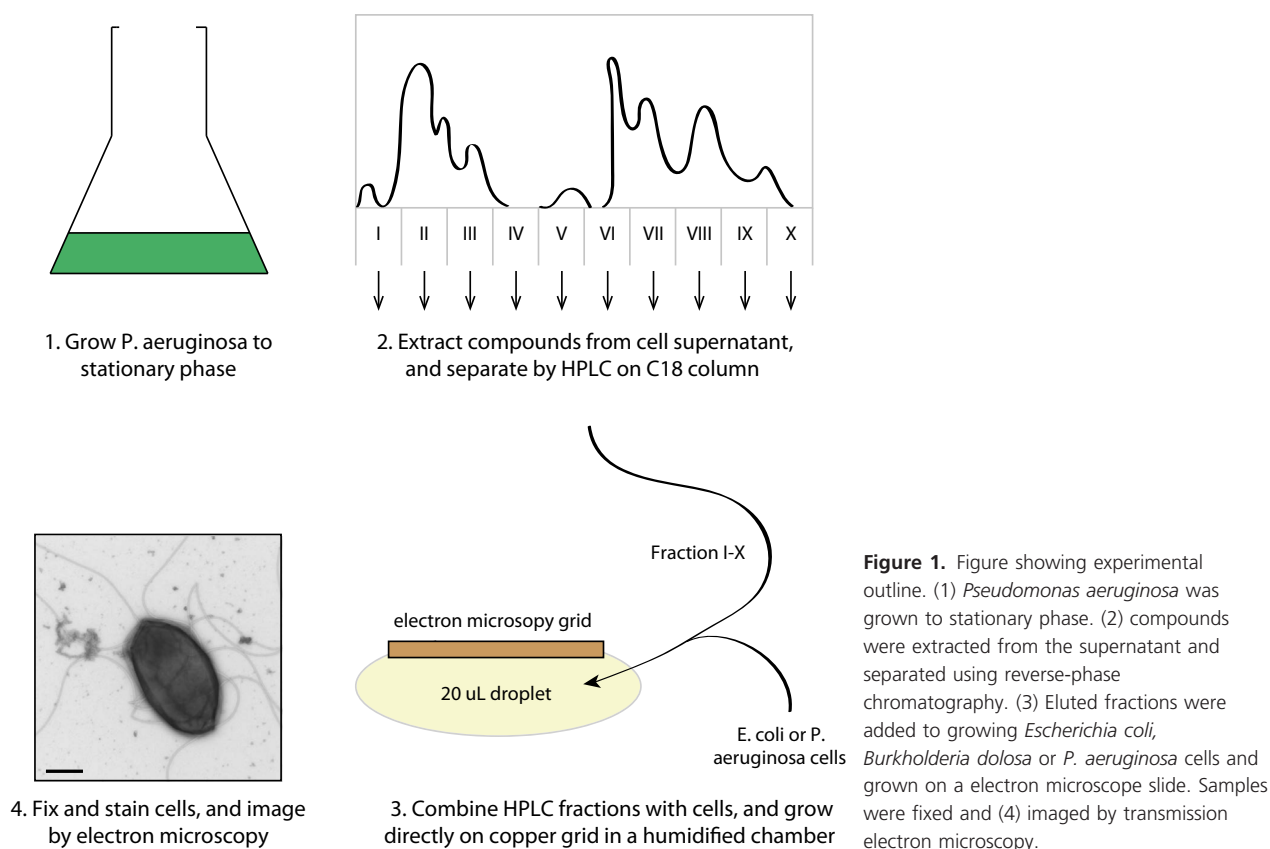 I II III IV V VI VII VIII IX X
1. Grow P. aeruginosa to
stationary phase
2. Extract compounds from cell supernatant,
and separate by HPLC on C18 column
Fraction I-X
electron microsopy grid
20 uL droplet
E. coli or P.
aeruginosa cells
3. Combine HPLC fractions with cells, and grow
directly on copper grid in a humidified chamber
4. Fix and stain cells, and image
by electron microscopy
Figure 1. Figure showing experimental
outline. (1) Pseudomonas aeruginosa was
grown to stationary phase. (2) compounds
were extracted from the supernatant and
separated using reverse-phase
chromatography. (3) Eluted fractions were
added to growing Escherichia coli,
Burkholderia dolosa or P. aeruginosa cells and
grown on a electron microscope slide. Samples
were fixed and (4) imaged by transmission
electron microscopy.